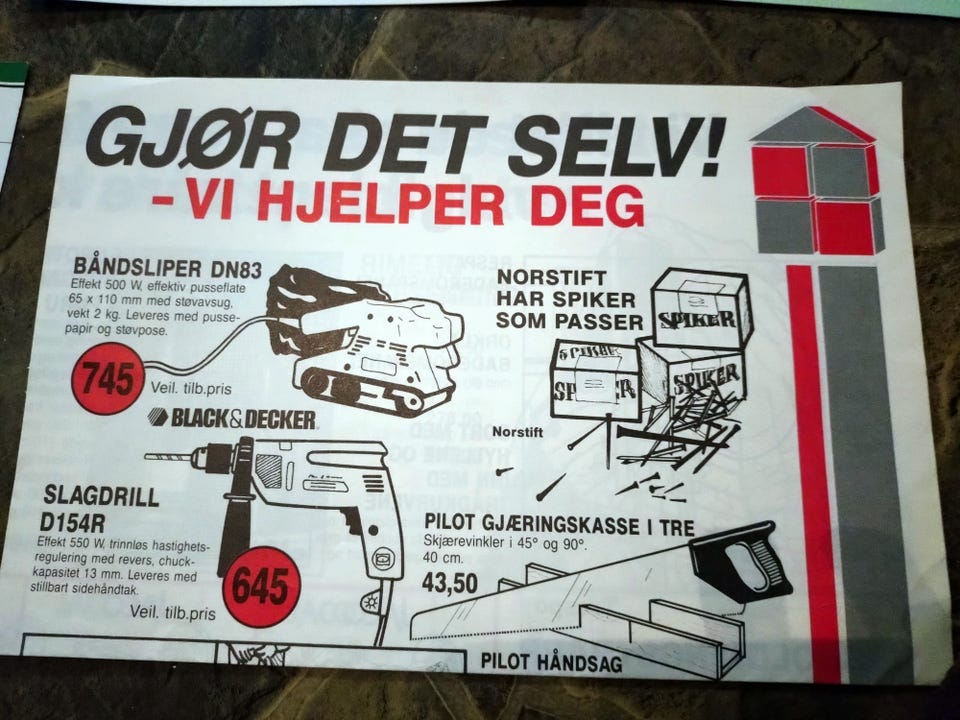 GJØR DET SELV!
- VI HJELPER DEG
BÅNDSLIPER DN83
Effekt 500 W, effektiv pusseflate
65 x 110 mm med støvavsug,
vekt 2 kg. Leveres med pusse-
papir og støvpose.
745
Veil. tilb.pris
BLACK&DECKER
NORSTIFT
HAR SPIKER
SOM PASSER
SPIKER
SPIKER
SPIKER
Norstift
SLAGDRILL
D154R
Effekt 550 W, trinnløs hastighets-
regulering med revers, chuck-
kapasitet 13 mm. Leveres med
stillbart sidehåndtak.
645
Veil. tilb.pris
PILOT GJÆRINGSKASSE I TRE
Skjærevinkler i 45° og 90°.
40 cm.
43,50
PILOT HÅNDSAG